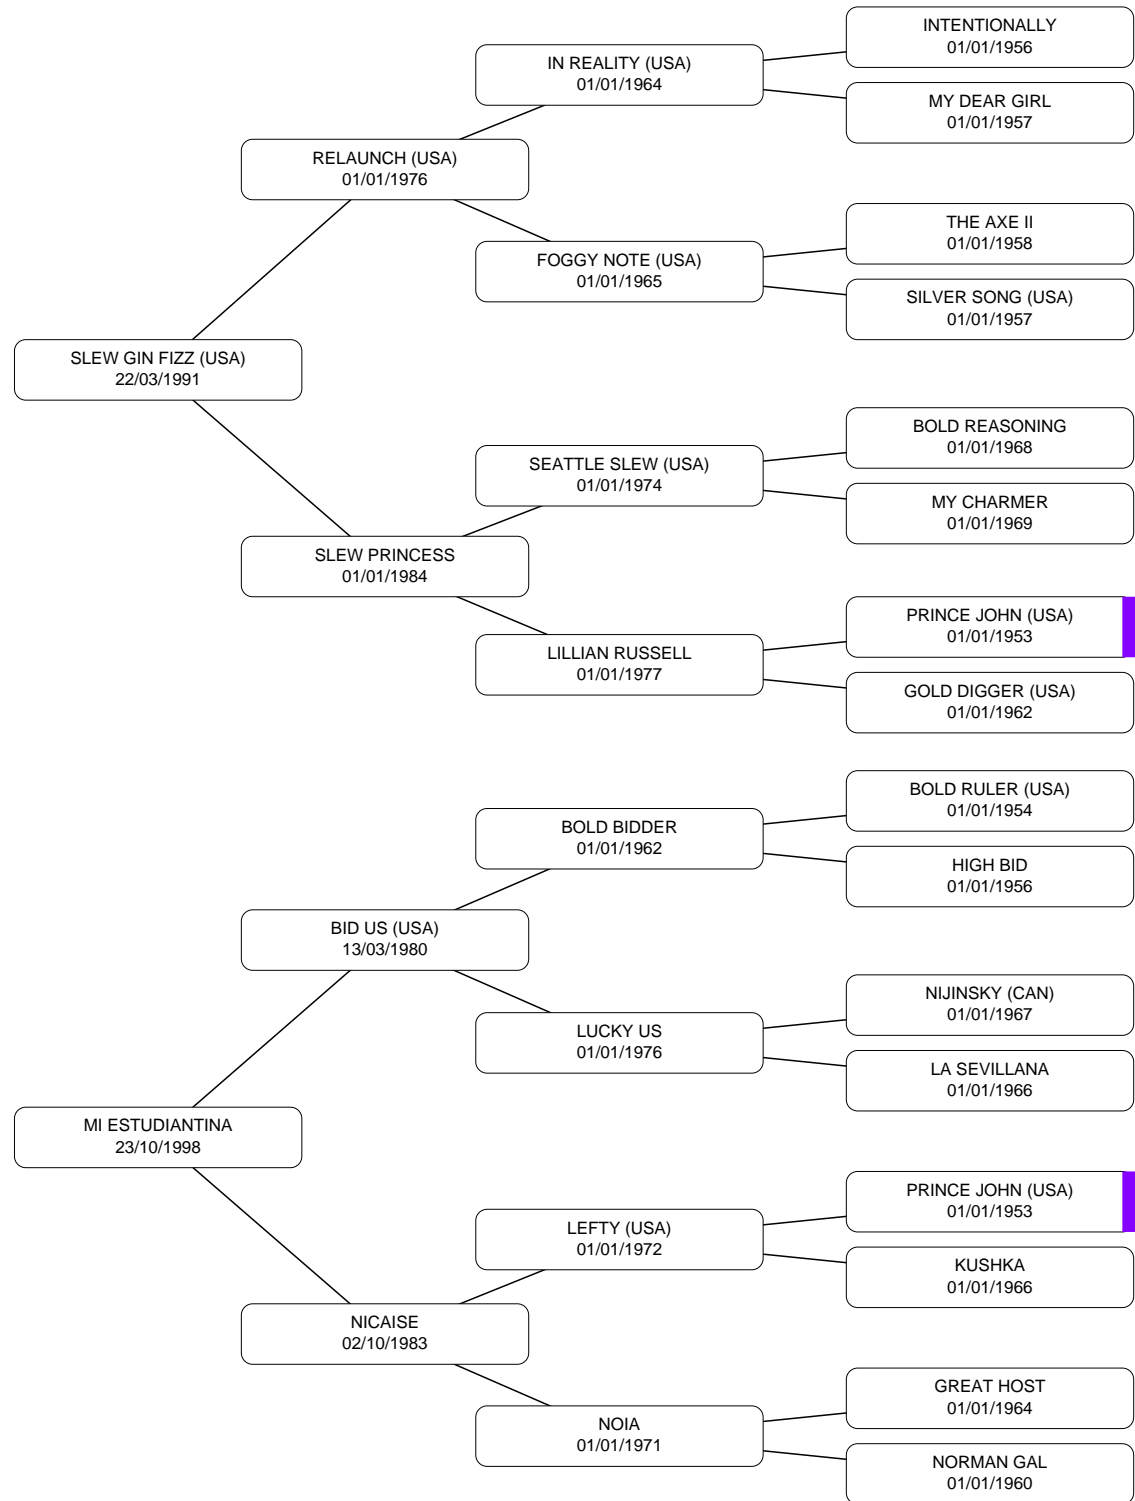 INTENTIONALLY
01/01/1956
IN REALITY (USA)
01/01/1964
MY DEAR GIRL
01/01/1957
RELAUNCH (USA)
01/01/1976
THE AXE II
01/01/1958
FOGGY NOTE (USA)
01/01/1965
SILVER SONG (USA)
01/01/1957
SLEW GIN FIZZ (USA)
22/03/1991
BOLD REASONING
01/01/1968
SEATTLE SLEW (USA)
01/01/1974
MY CHARMER
01/01/1969
SLEW PRINCESS
01/01/1984
PRINCE JOHN (USA)
01/01/1953
LILLIAN RUSSELL
01/01/1977
GOLD DIGGER (USA)
01/01/1962
BOLD RULER (USA)
01/01/1954
BOLD BIDDER
01/01/1962
HIGH BID
01/01/1956
BID US (USA)
13/03/1980
NIJINSKY (CAN)
01/01/1967
LUCKY US
01/01/1976
LA SEVILLANA
01/01/1966
MI ESTUDIANTINA
23/10/1998
PRINCE JOHN (USA)
01/01/1953
LEFTY (USA)
01/01/1972
KUSHKA
01/01/1966
NICAISE
02/10/1983
GREAT HOST
01/01/1964
NOIA
01/01/1971
NORMAN GAL
01/01/1960